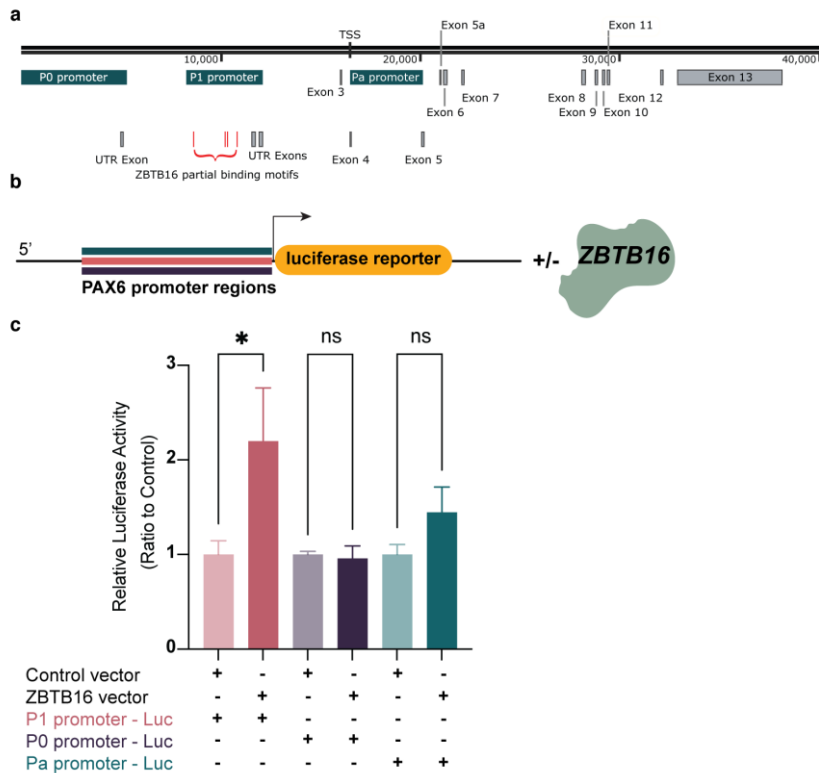 a
TSS
Exon 5a
Exon 11
10,000
20,000
30,000
40,000
P0 promoter
P1 promoter
Pa promoter
Exon 13
Exon 3
Exon 7
Exon 8
Exon 12
Exon 6
Exon 9
Exon 10
UTR Exon
UTR Exons
Exon 4
Exon 5
ZBTB16 partial binding motifs
b
5'
luciferase reporter
+/-
ZBTB16
PAX6 promoter regions
c
Relative Luciferase Activity
(Ratio to Control)
3
2
1
0
* ns ns
Control vector + - + - + -
ZBTB16 vector - + - + - +
P1 promoter - Luc + + - - - -
P0 promoter - Luc - - + + - -
Pa promoter - Luc - - - - + +